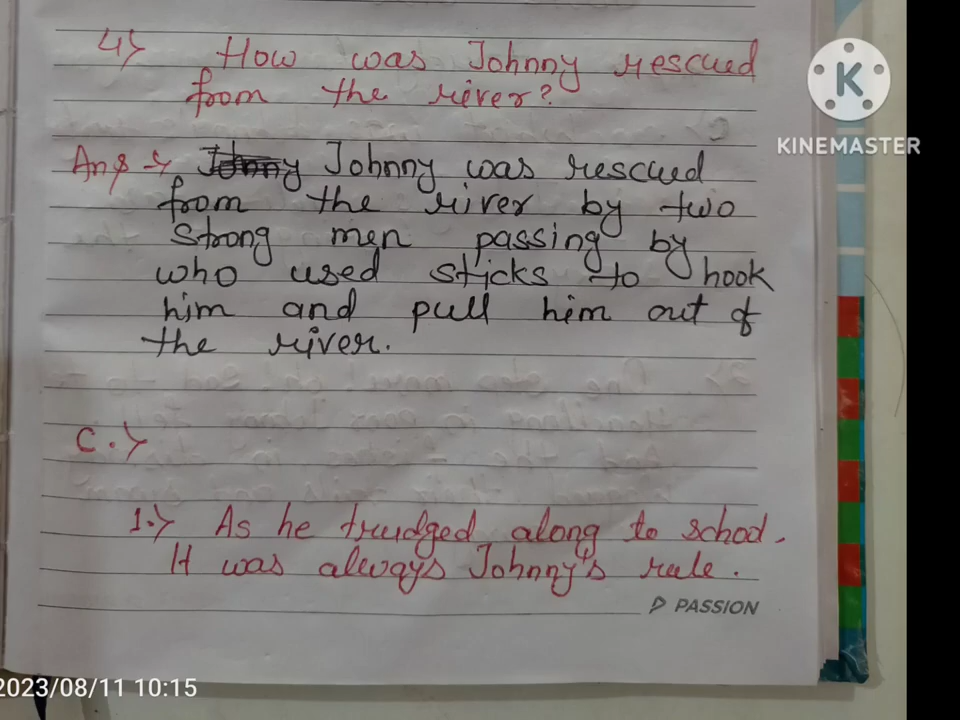 4) How was Johnny rescued
from the river?
K
KINEMASTER
Ans → Johnny Johnny was rescued
from the river by two
strong men passing by
who used sticks to hook
him and pull him out of
the river.
C.)
1.) As he trudged along to school.
It was always Johnny's rule.
PASSION
2023/08/11 10:15